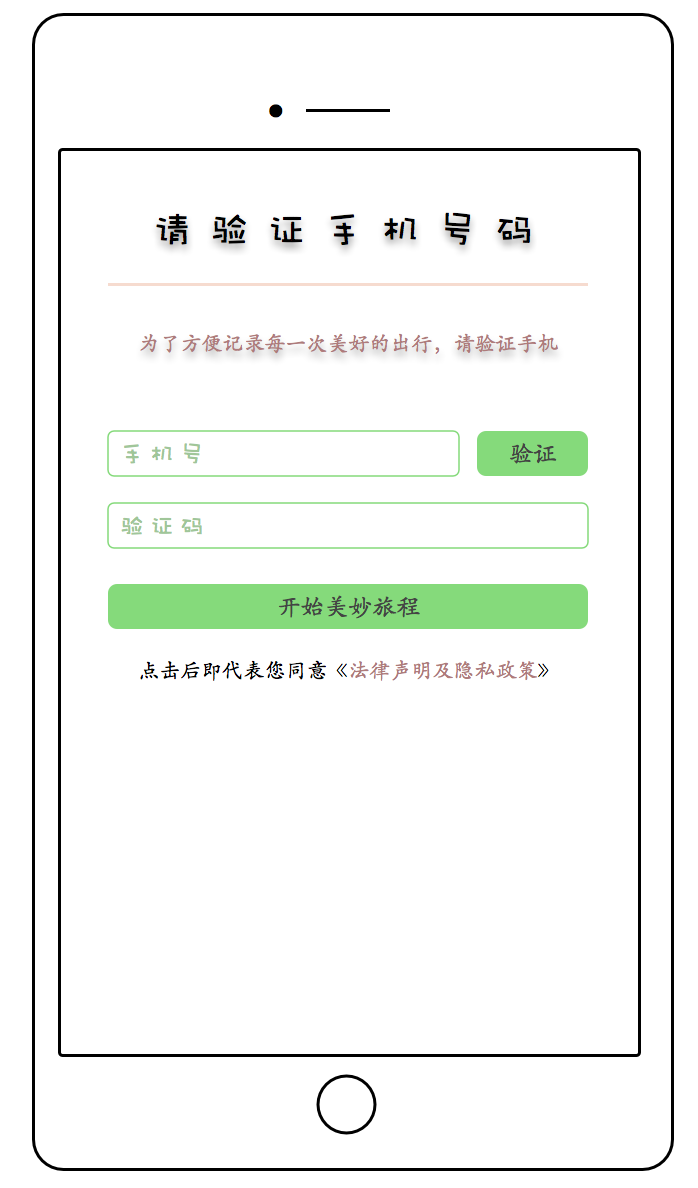 请验证手机号码
为了方便记录每一次美好的出行，请验证手机
手机号 验证
验证码
开始美妙旅程
点击后即代表您同意《法律声明及隐私政策》